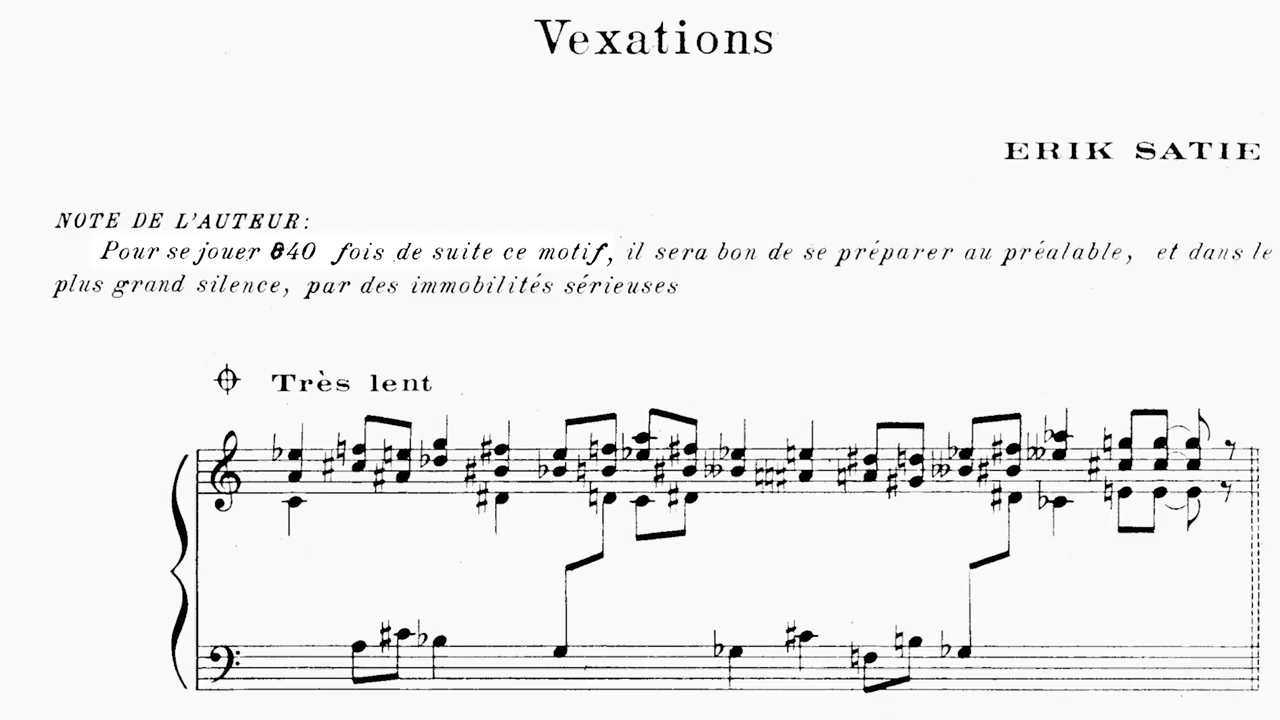 Vexations
ERIK SATIE
NOTE DE L'AUTEUR:
Pour se jouer 840 fois de suite ce motif, il sera bon de se préparer au préalable, et dans le
plus grand silence, par des immobilités sérieuses
Très lent